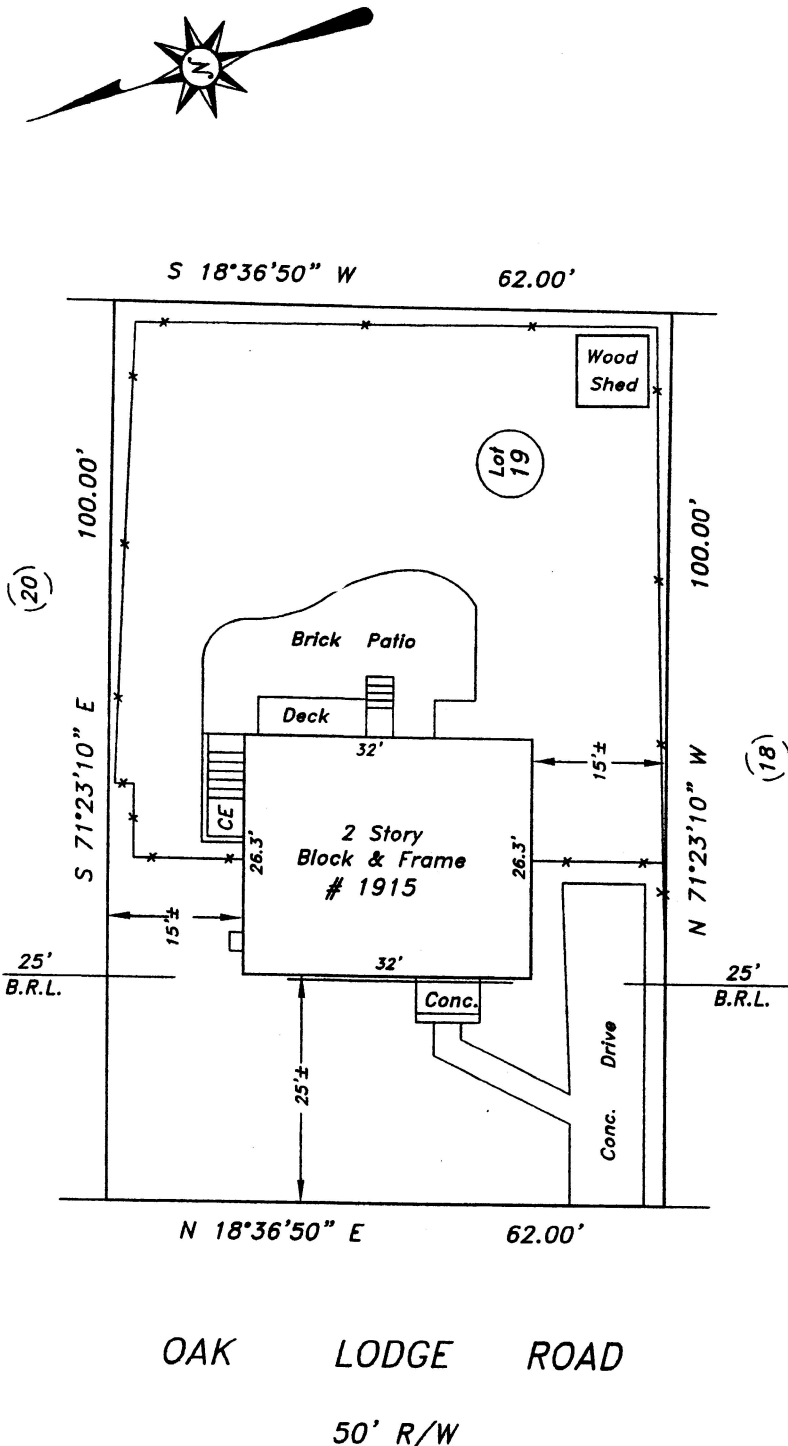 N
S 18°36'50" W 62.00'
Wood
Shed
Lot
19
100.00'
100.00'
(20)
Brick Patio
Deck
32'
15'±
(18)
S 71°23'10" E
CE
26.3'
2 Story
Block & Frame
# 1915
26.3'
N 71°23'10" W
15'±
32'
25'
B.R.L.
25'
B.R.L.
Conc.
25'±
Conc. Drive
N 18°36'50" E 62.00'
OAK LODGE ROAD
50' R/W